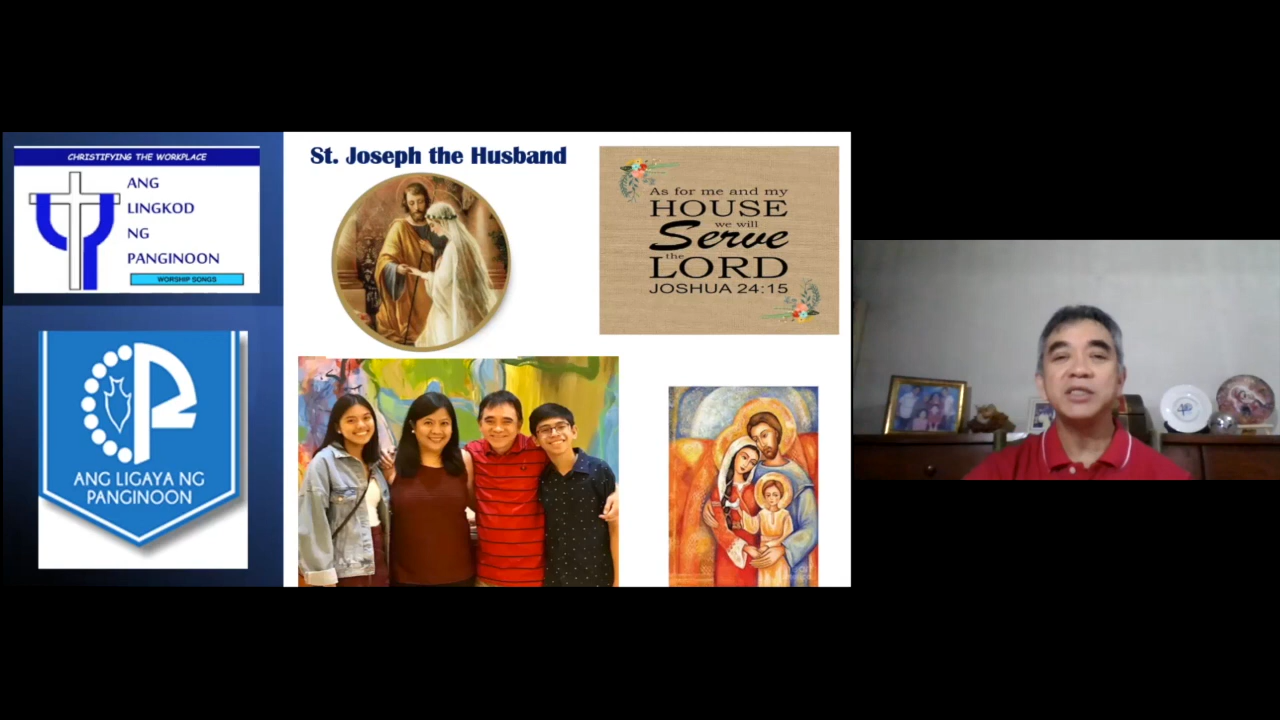 CHRISTIFYING THE WORKPLACE
ANG
LINGKOD
NG
PANGINOON
WORSHIP SONGS
ANG LIGAYA NG
PANGINOON
St. Joseph the Husband
As for me and my
HOUSE
we will
Serve
the
LORD
JOSHUA 24:15